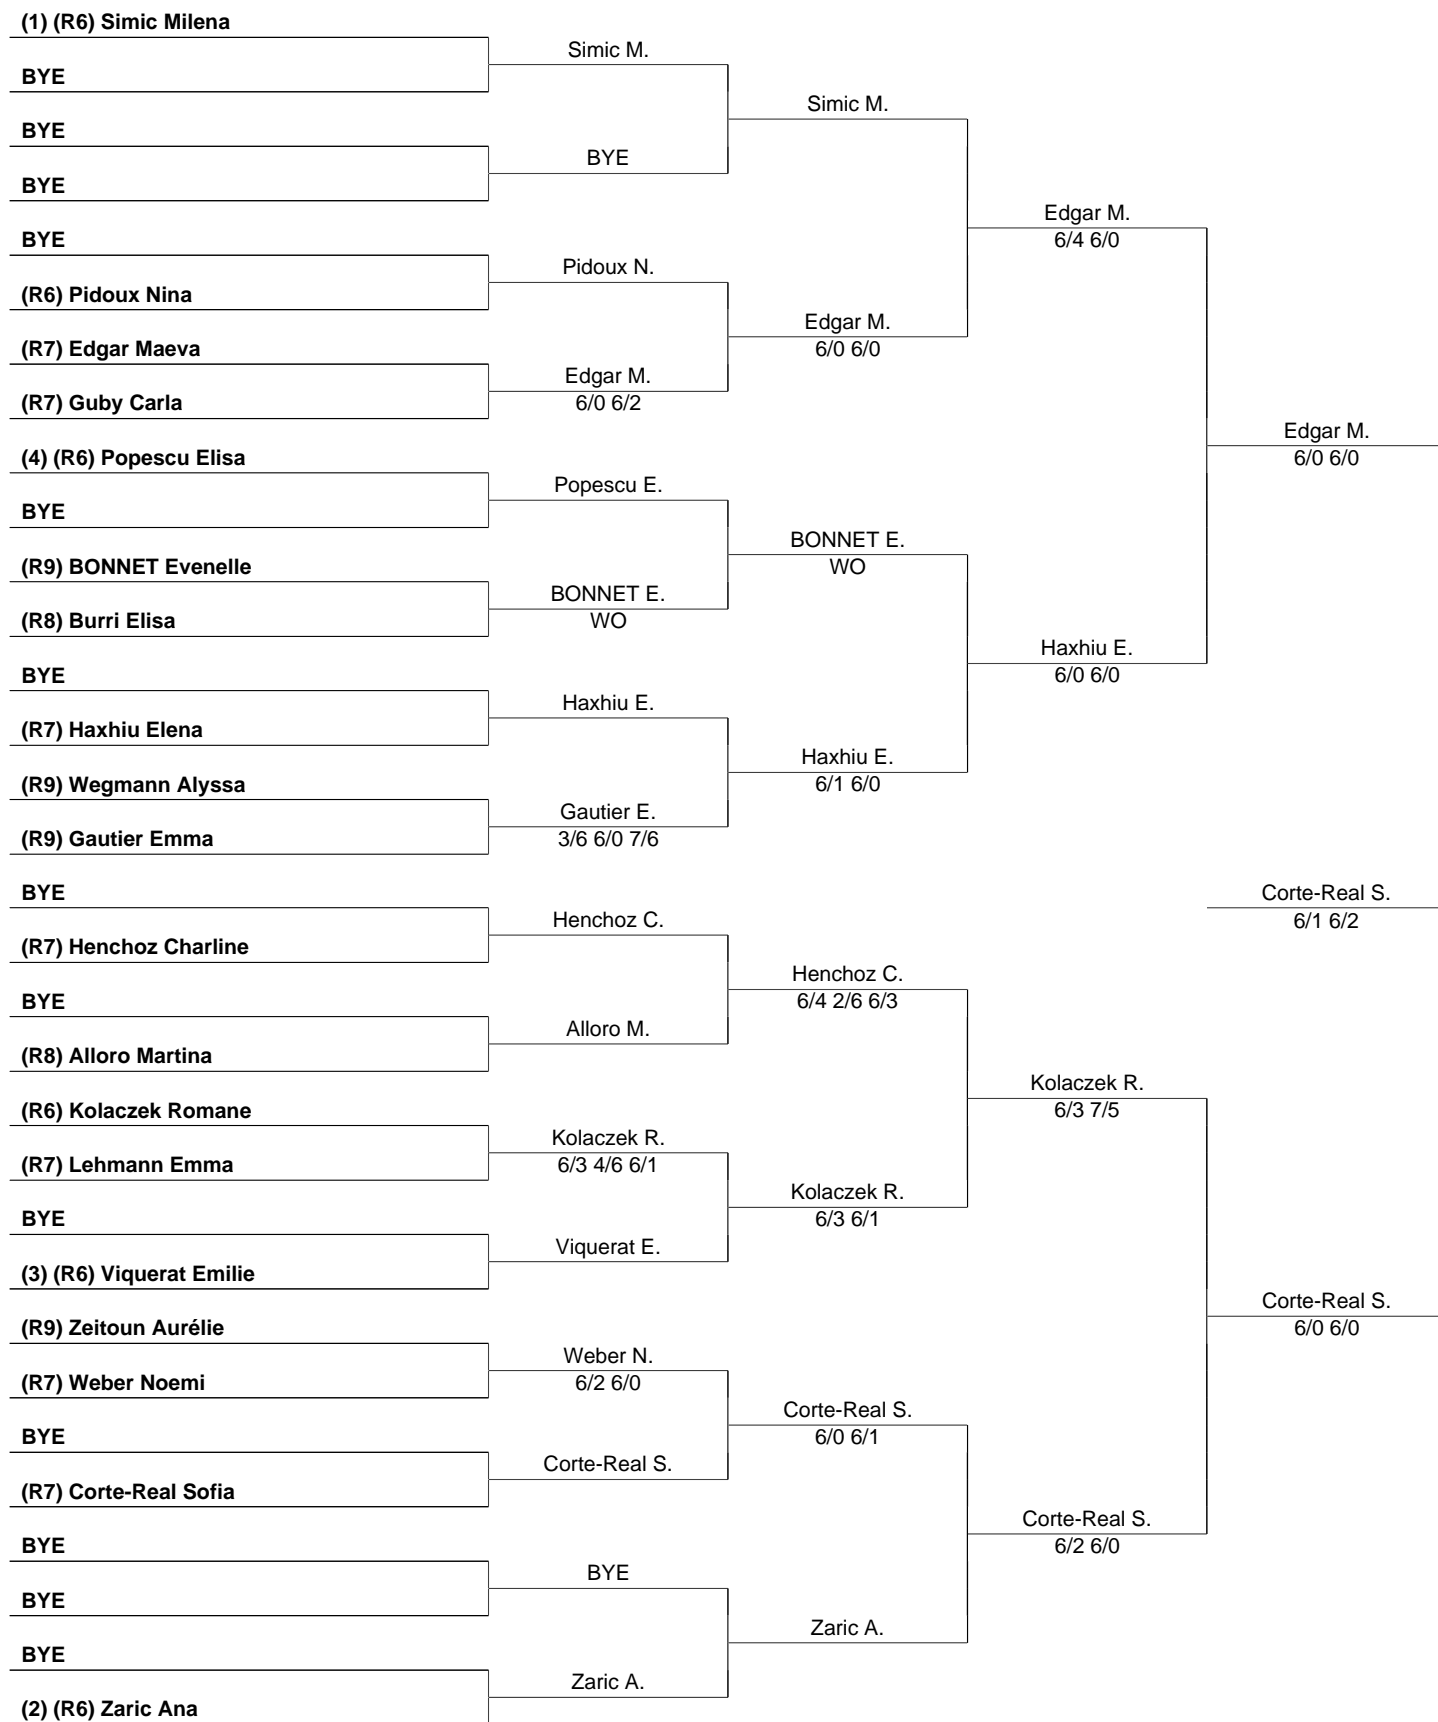 (1) (R6) Simic Milena
BYE
BYE
BYE
BYE
(R6) Pidoux Nina
(R7) Edgar Maeva
(R7) Guby Carla
(4) (R6) Popescu Elisa
BYE
(R9) BONNET Evenelle
(R8) Burri Elisa
BYE
(R7) Haxhiu Elena
(R9) Wegmann Alyssa
(R9) Gautier Emma
BYE
(R7) Henchoz Charline
BYE
(R8) Alloro Martina
(R6) Kolaczek Romane
(R7) Lehmann Emma
BYE
(3) (R6) Viquerat Emilie
(R9) Zeitoun Aurélie
(R7) Weber Noemi
BYE
(R7) Corte-Real Sofia
BYE
BYE
BYE
(2) (R6) Zaric Ana
Simic M.
BYE
Pidoux N.
Edgar M.
6/0 6/2
Popescu E.
BONNET E.
WO
Haxhiu E.
Gautier E.
3/6 6/0 7/6
Henchoz C.
Alloro M.
Kolaczek R.
6/3 4/6 6/1
Viquerat E.
Weber N.
6/2 6/0
Corte-Real S.
BYE
Zaric A.
Simic M.
Edgar M.
6/0 6/0
BONNET E.
WO
Haxhiu E.
6/1 6/0
Henchoz C.
6/4 2/6 6/3
Kolaczek R.
6/3 6/1
Corte-Real S.
6/0 6/1
Zaric A.
Edgar M.
6/4 6/0
Haxhiu E.
6/0 6/0
Kolaczek R.
6/3 7/5
Corte-Real S.
6/2 6/0
Edgar M.
6/0 6/0
Corte-Real S.
6/1 6/2
Corte-Real S.
6/0 6/0